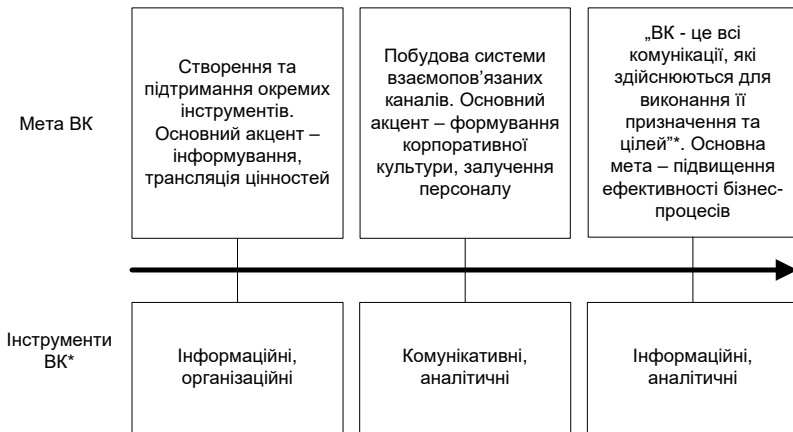 Мета ВК
Створення та
підтримання окремих
інструментів.
Основний акцент –
інформування,
трансляція цінностей
Побудова системи
взаємопов’язаних
каналів. Основний
акцент – формування
корпоративної
культури, залучення
персоналу
„ВК - це всі
комунікації, які
здійснюються для
виконання її
призначення та
цілей”*. Основна
мета – підвищення
ефективності бізнес-
процесів
Інструменти
ВК*
Інформаційні,
організаційні
Комунікативні,
аналітичні
Інформаційні,
аналітичні